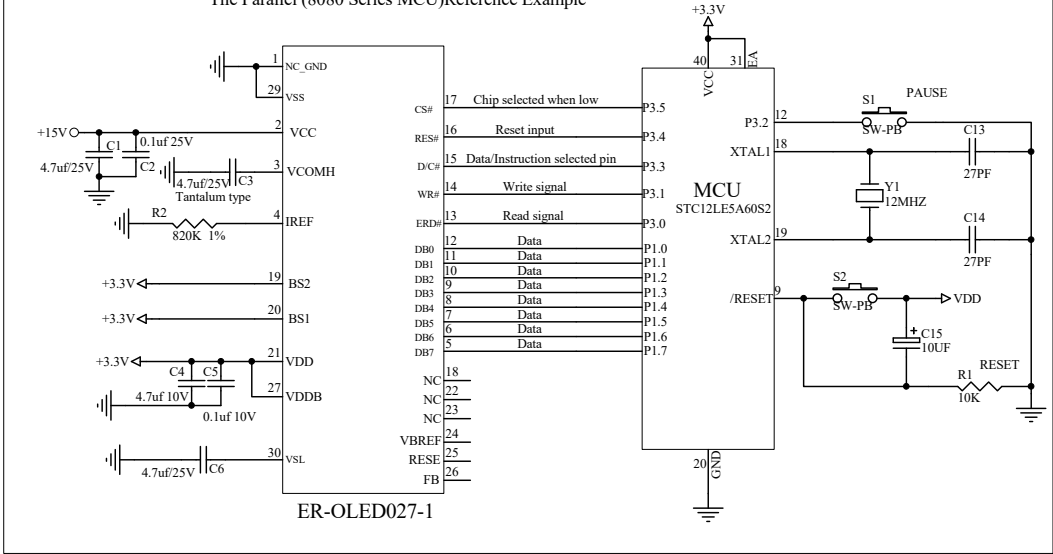 The Parallel (8080 Series MCU)Reference Example
+3.3V
1
NC_GND
29
VSS
+15V
2
VCC
C1
0.1uf 25V
4.7uf/25V
C2
3
VCOMH
4.7uf/25V
C3
Tantalum type
R2
4
IREF
820K 1%
+3.3V
19
BS2
+3.3V
20
BS1
+3.3V
21
VDD
C4
C5
27
VDDB
4.7uf 10V
0.1uf 10V
30
VSL
4.7uf/25V
C6
CS#
17
Chip selected when low
P3.5
RES#
16
Reset input
P3.4
D/C#
15
Data/Instruction selected pin
P3.3
WR#
14
Write signal
P3.1
ERD#
13
Read signal
P3.0
DB0
12
Data
P1.0
DB1
11
Data
P1.1
DB2
10
Data
P1.2
DB3
9
Data
P1.3
DB4
8
Data
P1.4
DB5
7
Data
P1.5
DB6
6
Data
P1.6
DB7
5
Data
P1.7
NC
18
NC
22
NC
23
VBREF
24
RESE
25
FB
26
ER-OLED027-1
40
VCC
31
EA
MCU
STC12LE5A60S2
P3.2
12
S1
PAUSE
SW-PB
XTAL1
18
C13
27PF
Y1
12MHZ
XTAL2
19
C14
27PF
/RESET
9
S2
SW-PB
VDD
+
C15
10UF
RESET
R1
10K
20
GND